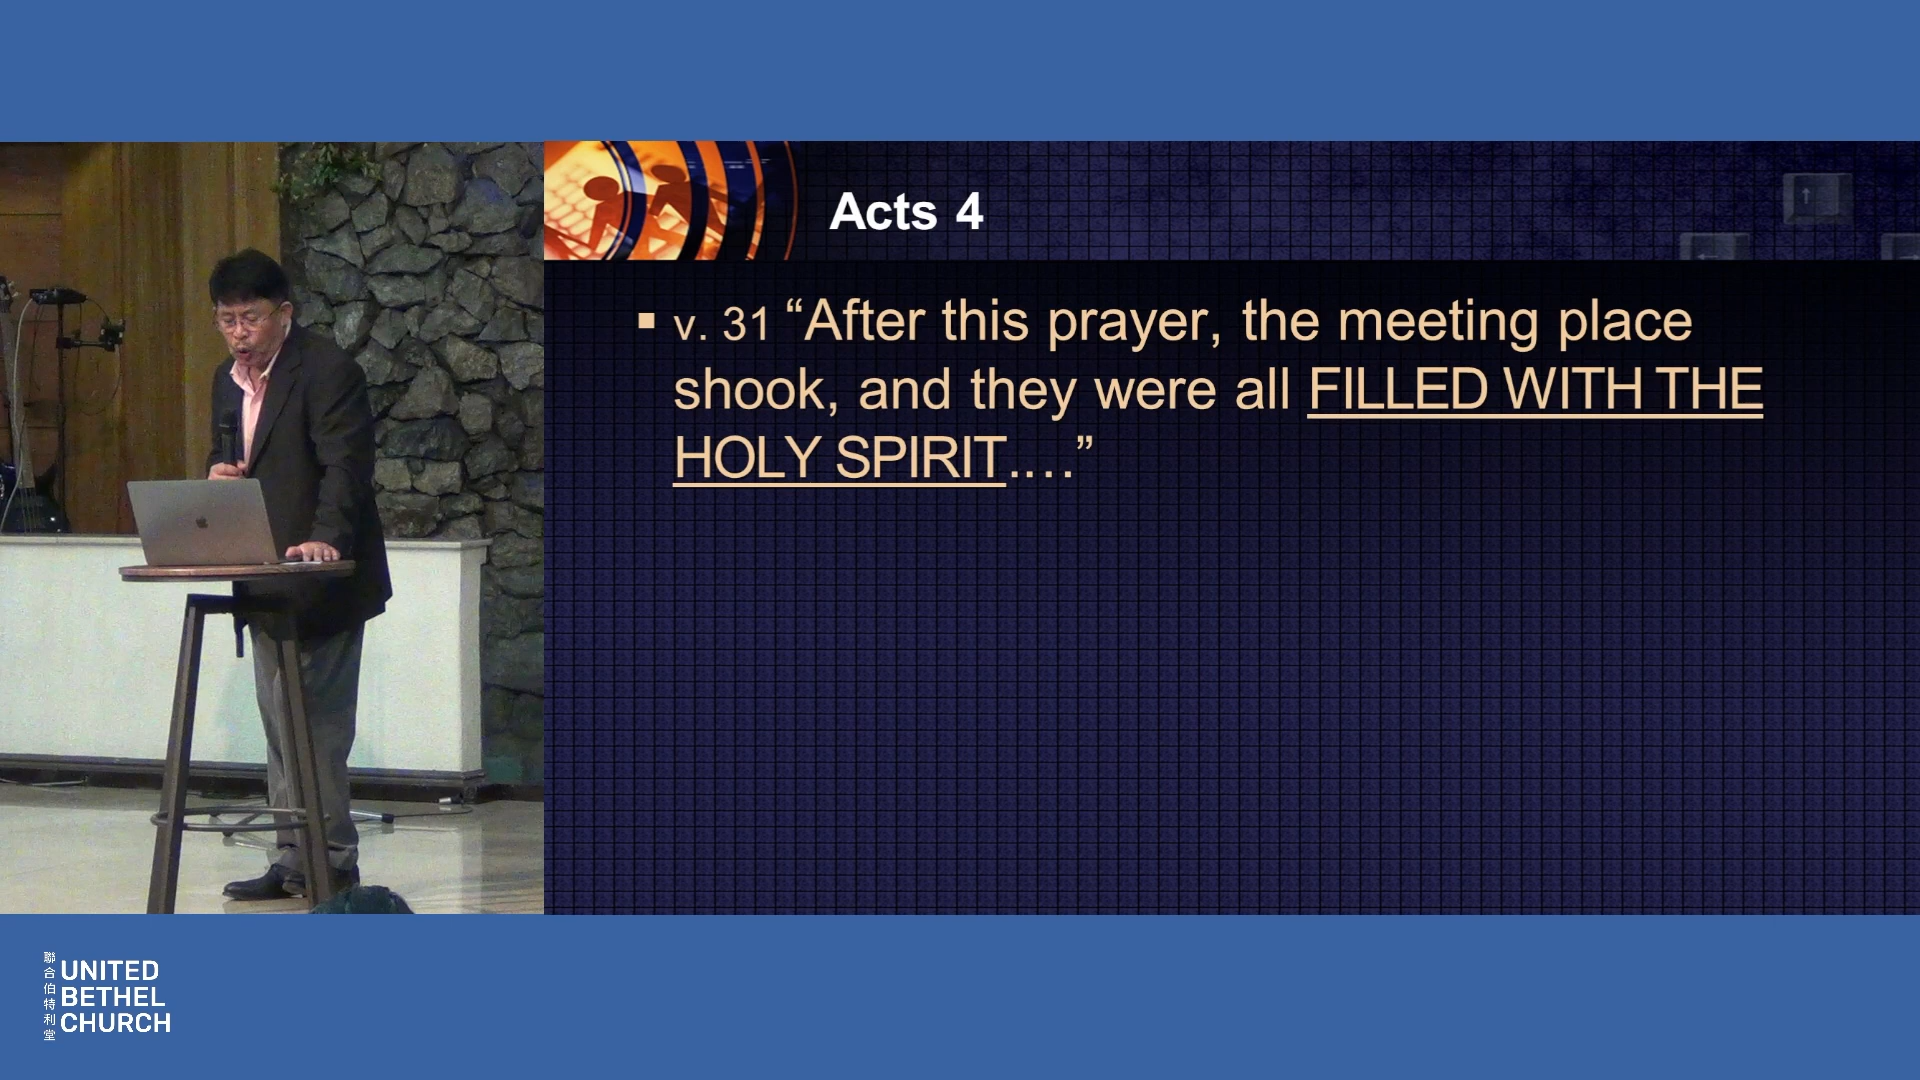 Acts 4
▪ v. 31 “After this prayer, the meeting place
shook, and they were all FILLED WITH THE
HOLY SPIRIT.…”
聯合伯特利堂
UNITED
BETHEL
CHURCH